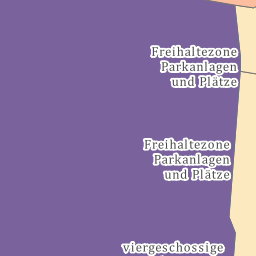 Freihaltezone
Parkanlagen
und Plätze
Freihaltezone
Parkanlagen
und Plätze
viergeschossige